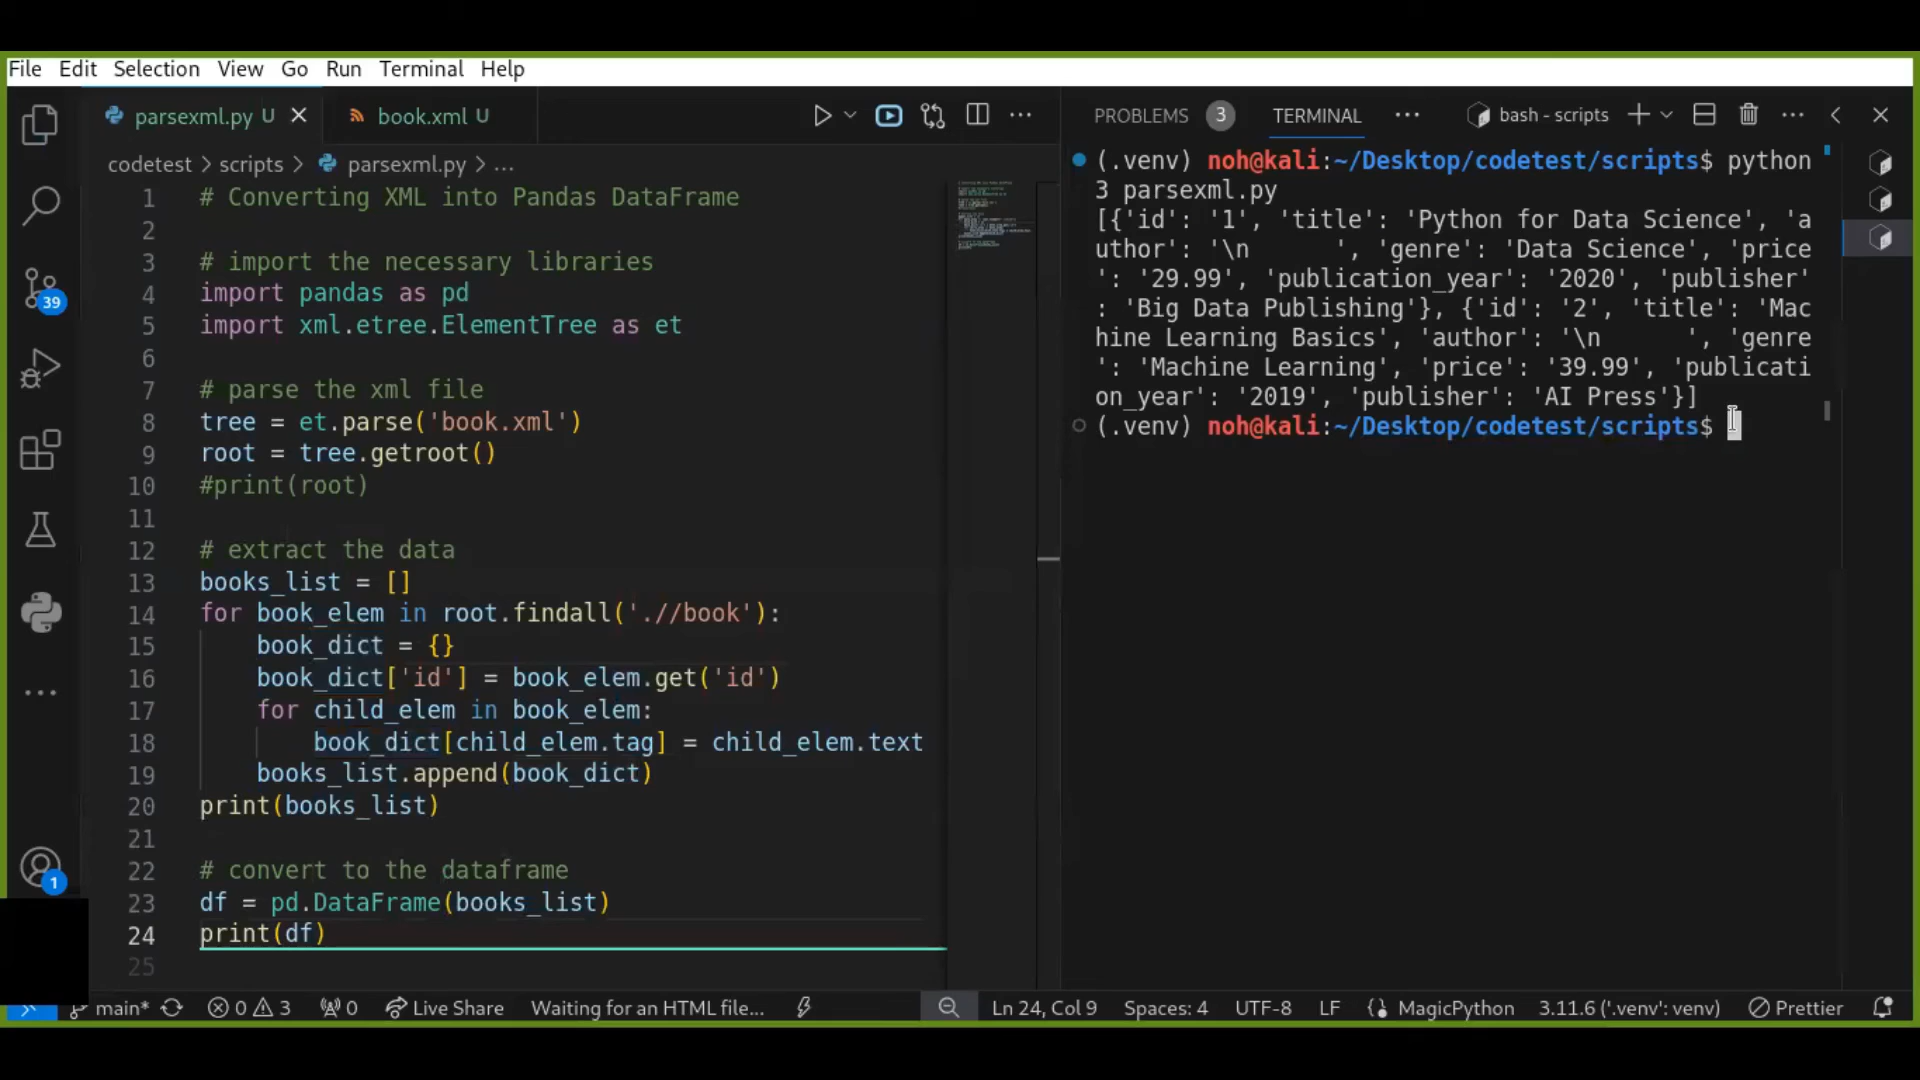 File Edit Selection View Go Run Terminal Help
parsexml.py U
book.xml U
codetest > scripts > parsexml.py > ...
1 # Converting XML into Pandas DataFrame
2
3 # import the necessary libraries
4 import pandas as pd
5 import xml.etree.ElementTree as et
6
7 # parse the xml file
8 tree = et.parse('book.xml')
9 root = tree.getroot()
10 #print(root)
11
12 # extract the data
13 books_list = []
14 for book_elem in root.findall('.//book'):
15 book_dict = {}
16 book_dict['id'] = book_elem.get('id')
17 for child_elem in book_elem:
18 book_dict[child_elem.tag] = child_elem.text
19 books_list.append(book_dict)
20 print(books_list)
21
22 # convert to the dataframe
23 df = pd.DataFrame(books_list)
24 print(df)
25
PROBLEMS 3 TERMINAL ... bash - scripts
(.venv) noh@kali:~/Desktop/codetest/scripts$ python
3 parsexml.py
[{'id': '1', 'title': 'Python for Data Science', 'a
uthor': '\n      ', 'genre': 'Data Science', 'price
': '29.99', 'publication_year': '2020', 'publisher'
: 'Big Data Publishing'}, {'id': '2', 'title': 'Mac
hine Learning Basics', 'author': '\n      ', 'genre
': 'Machine Learning', 'price': '39.99', 'publicati
on_year': '2019', 'publisher': 'AI Press'}]
(.venv) noh@kali:~/Desktop/codetest/scripts$
39
1
main* 0 3 0 Live Share Waiting for an HTML file... Ln 24, Col 9 Spaces: 4 UTF-8 LF MagicPython 3.11.6 ('.venv': venv) Prettier